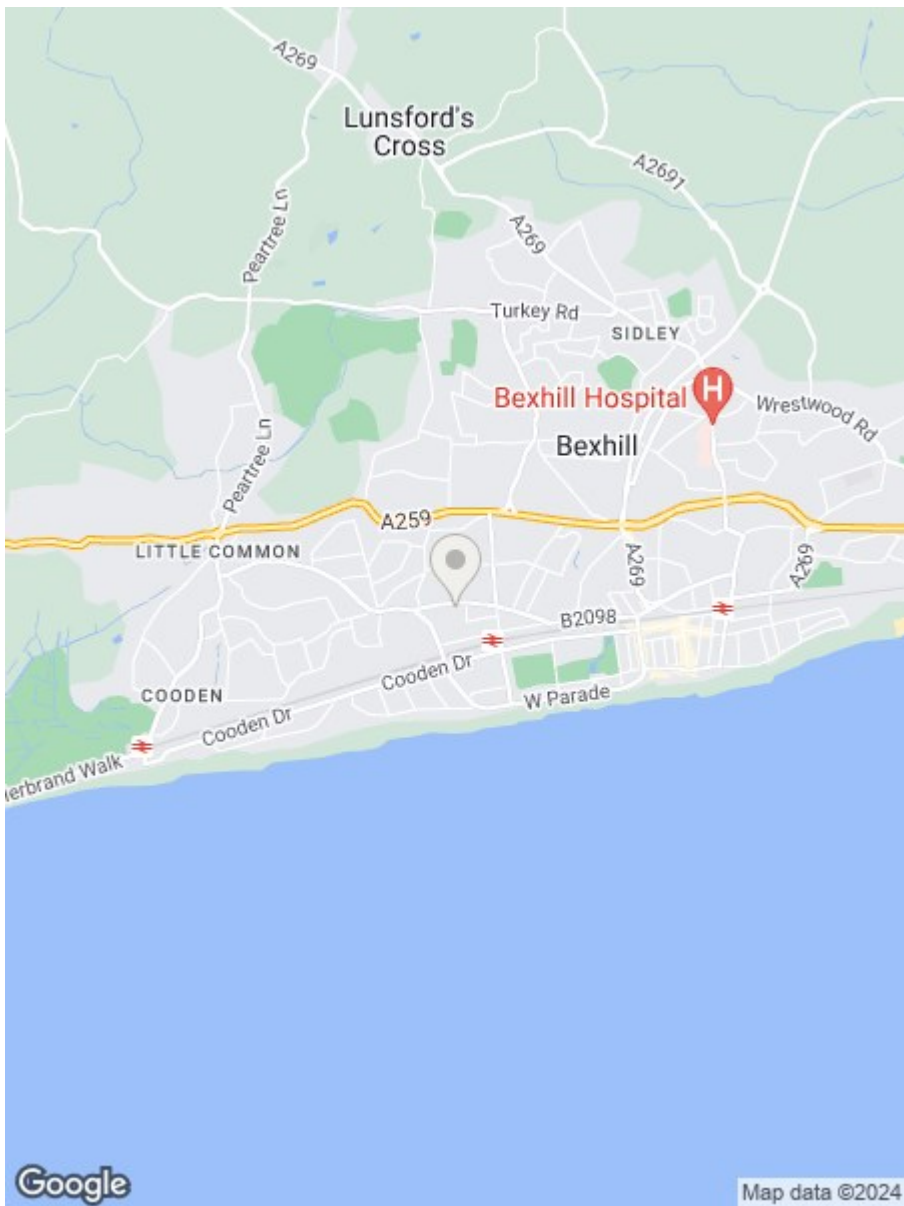 A269
Lunsford's
Cross
A2691
Peartree Ln
A269
Turkey Rd
SIDLEY
Bexhill Hospital
H
Wrestwood Rd
Bexhill
Peartree Ln
A259
LITTLE COMMON
A269
A269
B2098
Cooden Dr
COODEN
W Parade
Cooden Dr
Herbrand Walk
Google
Map data ©2024